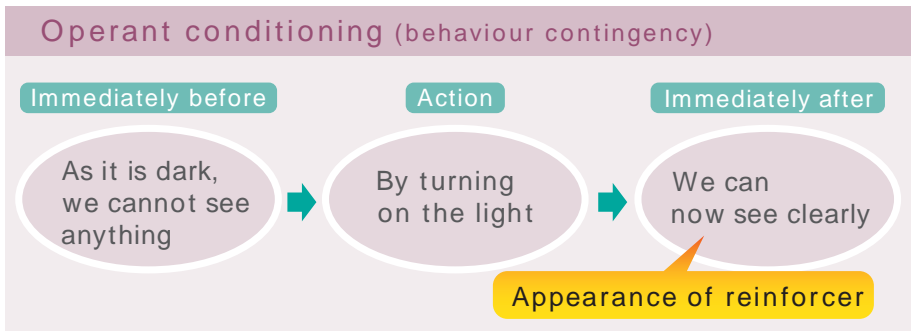 Operant conditioning (behaviour contingency)
Immediately before
Action
Immediately after
As it is dark,
we cannot see
anything
By turning
on the light
We can
now see clearly
Appearance of reinforcer